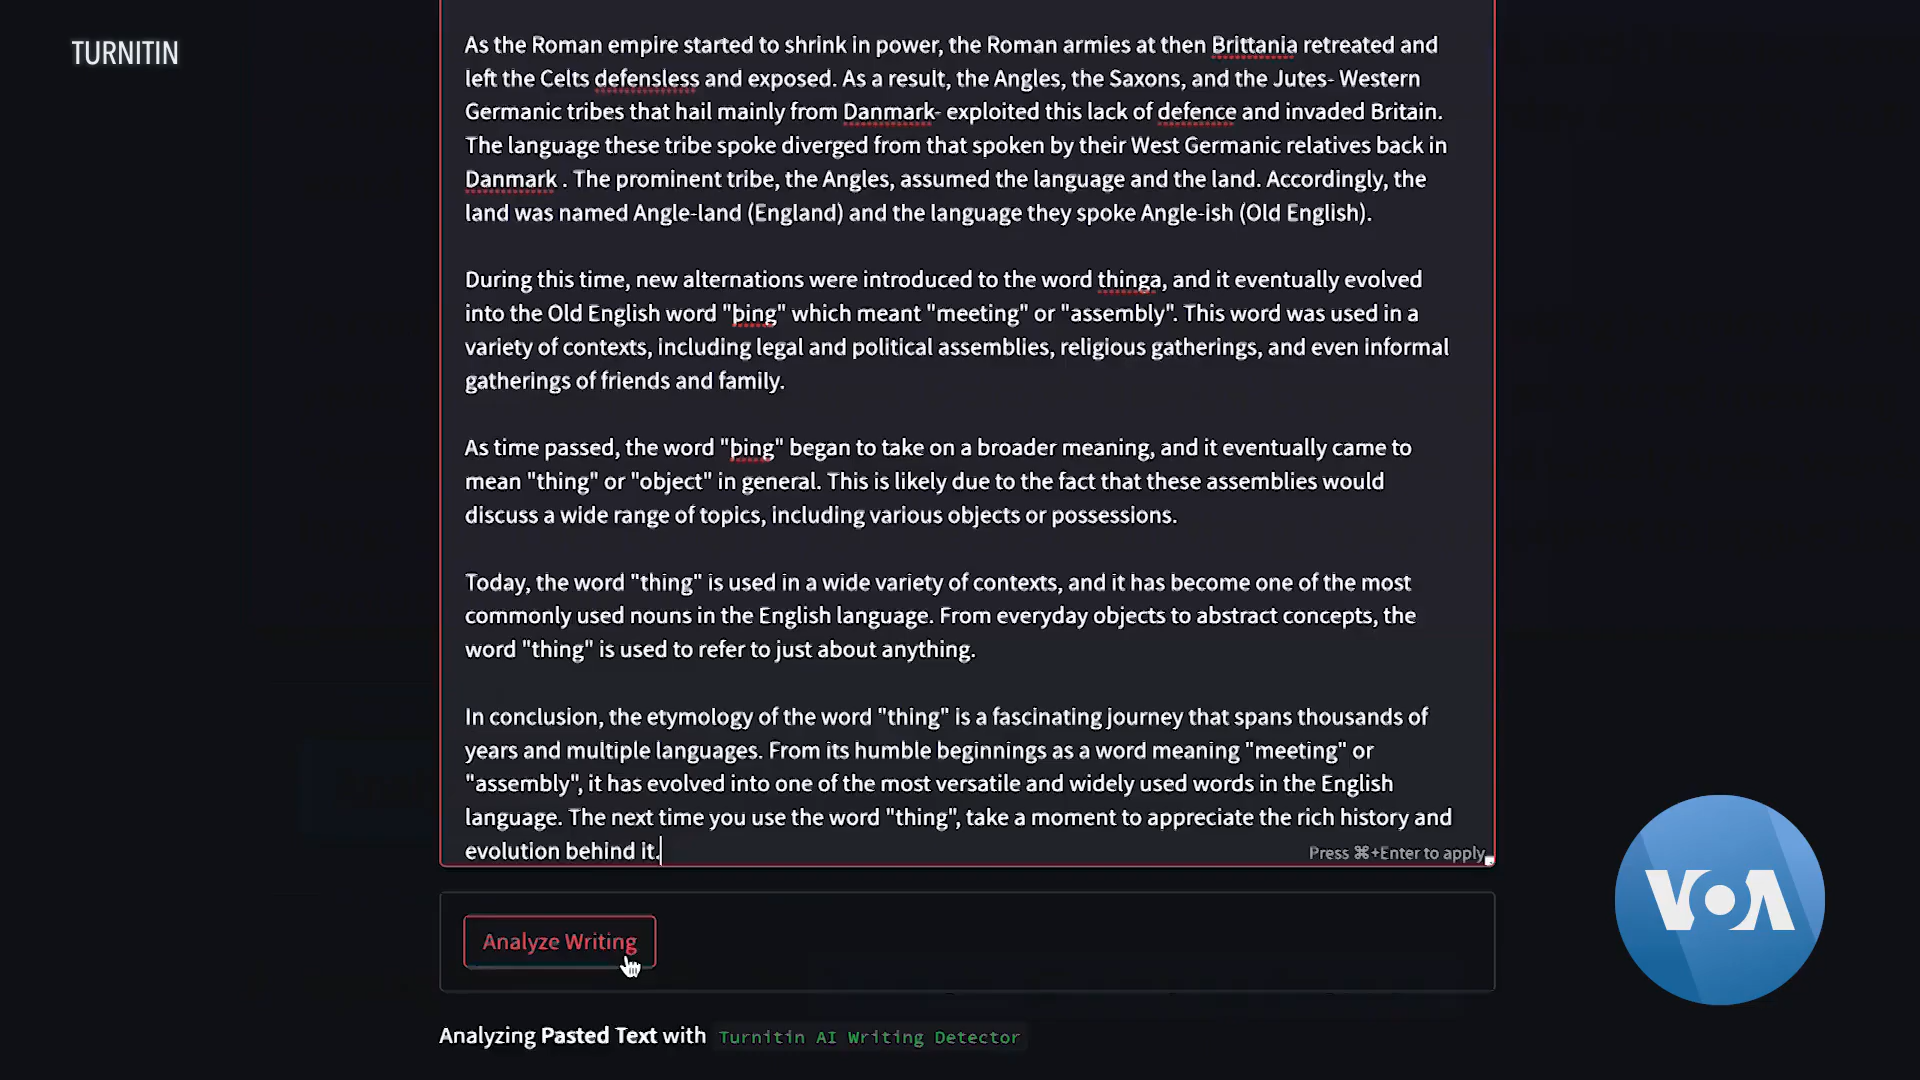 TURNITIN
As the Roman empire started to shrink in power, the Roman armies at then Brittania retreated and
left the Celts defensless and exposed. As a result, the Angles, the Saxons, and the Jutes- Western
Germanic tribes that hail mainly from Danmark- exploited this lack of defence and invaded Britain.
The language these tribe spoke diverged from that spoken by their West Germanic relatives back in
Danmark . The prominent tribe, the Angles, assumed the language and the land. Accordingly, the
land was named Angle-land (England) and the language they spoke Angle-ish (Old English).
During this time, new alternations were introduced to the word thinga, and it eventually evolved
into the Old English word "þing" which meant "meeting" or "assembly". This word was used in a
variety of contexts, including legal and political assemblies, religious gatherings, and even informal
gatherings of friends and family.
As time passed, the word "þing" began to take on a broader meaning, and it eventually came to
mean "thing" or "object" in general. This is likely due to the fact that these assemblies would
discuss a wide range of topics, including various objects or possessions.
Today, the word "thing" is used in a wide variety of contexts, and it has become one of the most
commonly used nouns in the English language. From everyday objects to abstract concepts, the
word "thing" is used to refer to just about anything.
In conclusion, the etymology of the word "thing" is a fascinating journey that spans thousands of
years and multiple languages. From its humble beginnings as a word meaning "meeting" or
"assembly", it has evolved into one of the most versatile and widely used words in the English
language. The next time you use the word "thing", take a moment to appreciate the rich history and
evolution behind it.
Press ⌘+Enter to apply
Analyze Writing
Analyzing Pasted Text with Turnitin AI Writing Detector
VOA